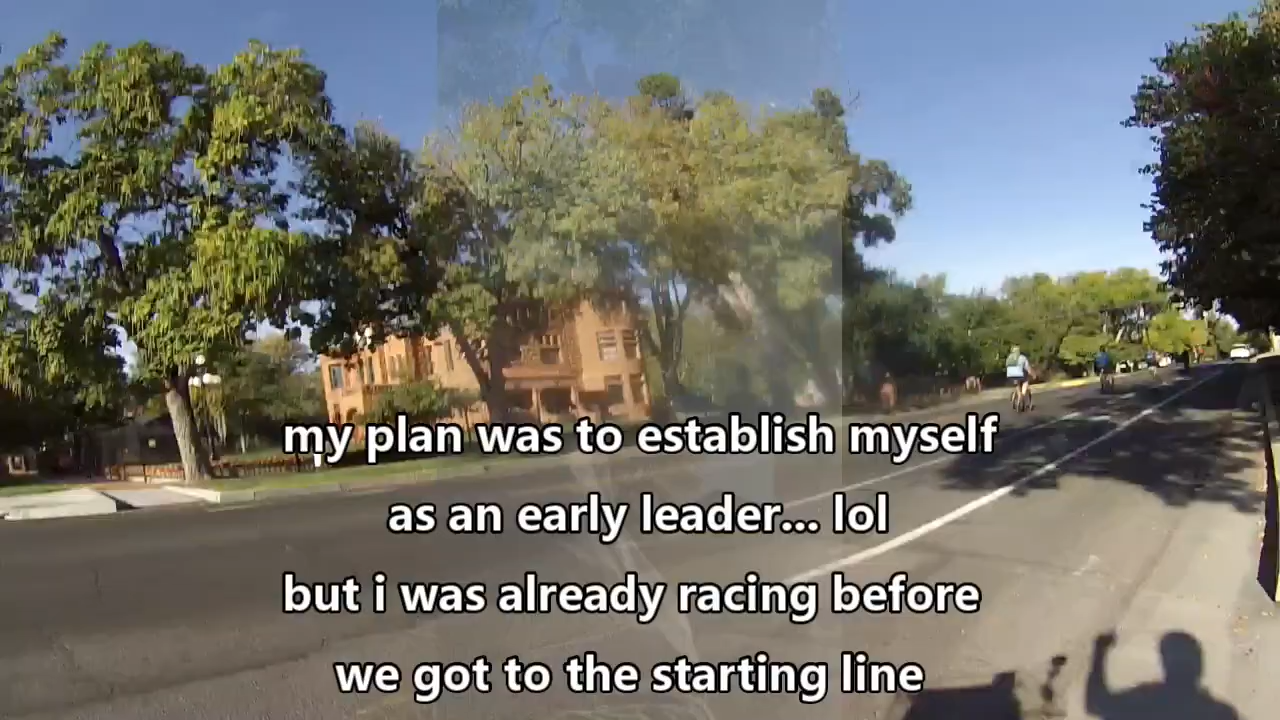 my plan was to establish myself
as an early leader... lol
but i was already racing before
we got to the starting line